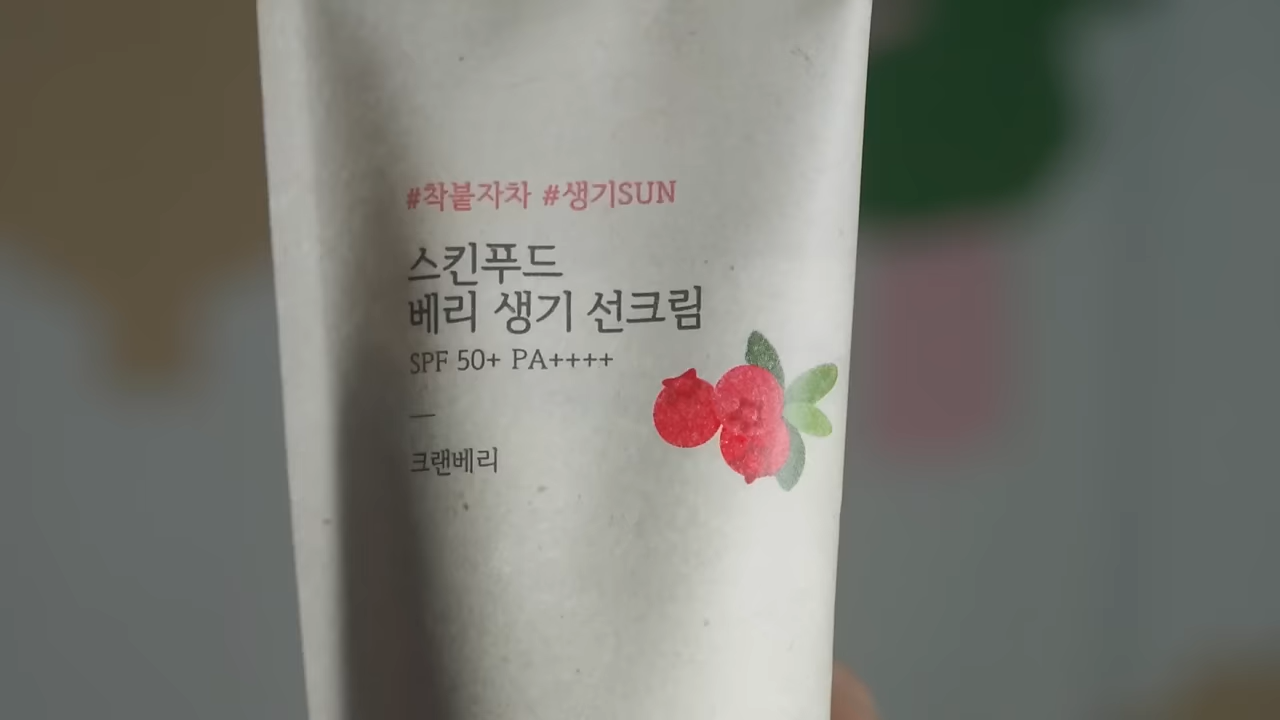 #착붙자차 #생기SUN
스킨푸드
베리 생기 선크림
SPF 50+ PA++++
—
크랜베리